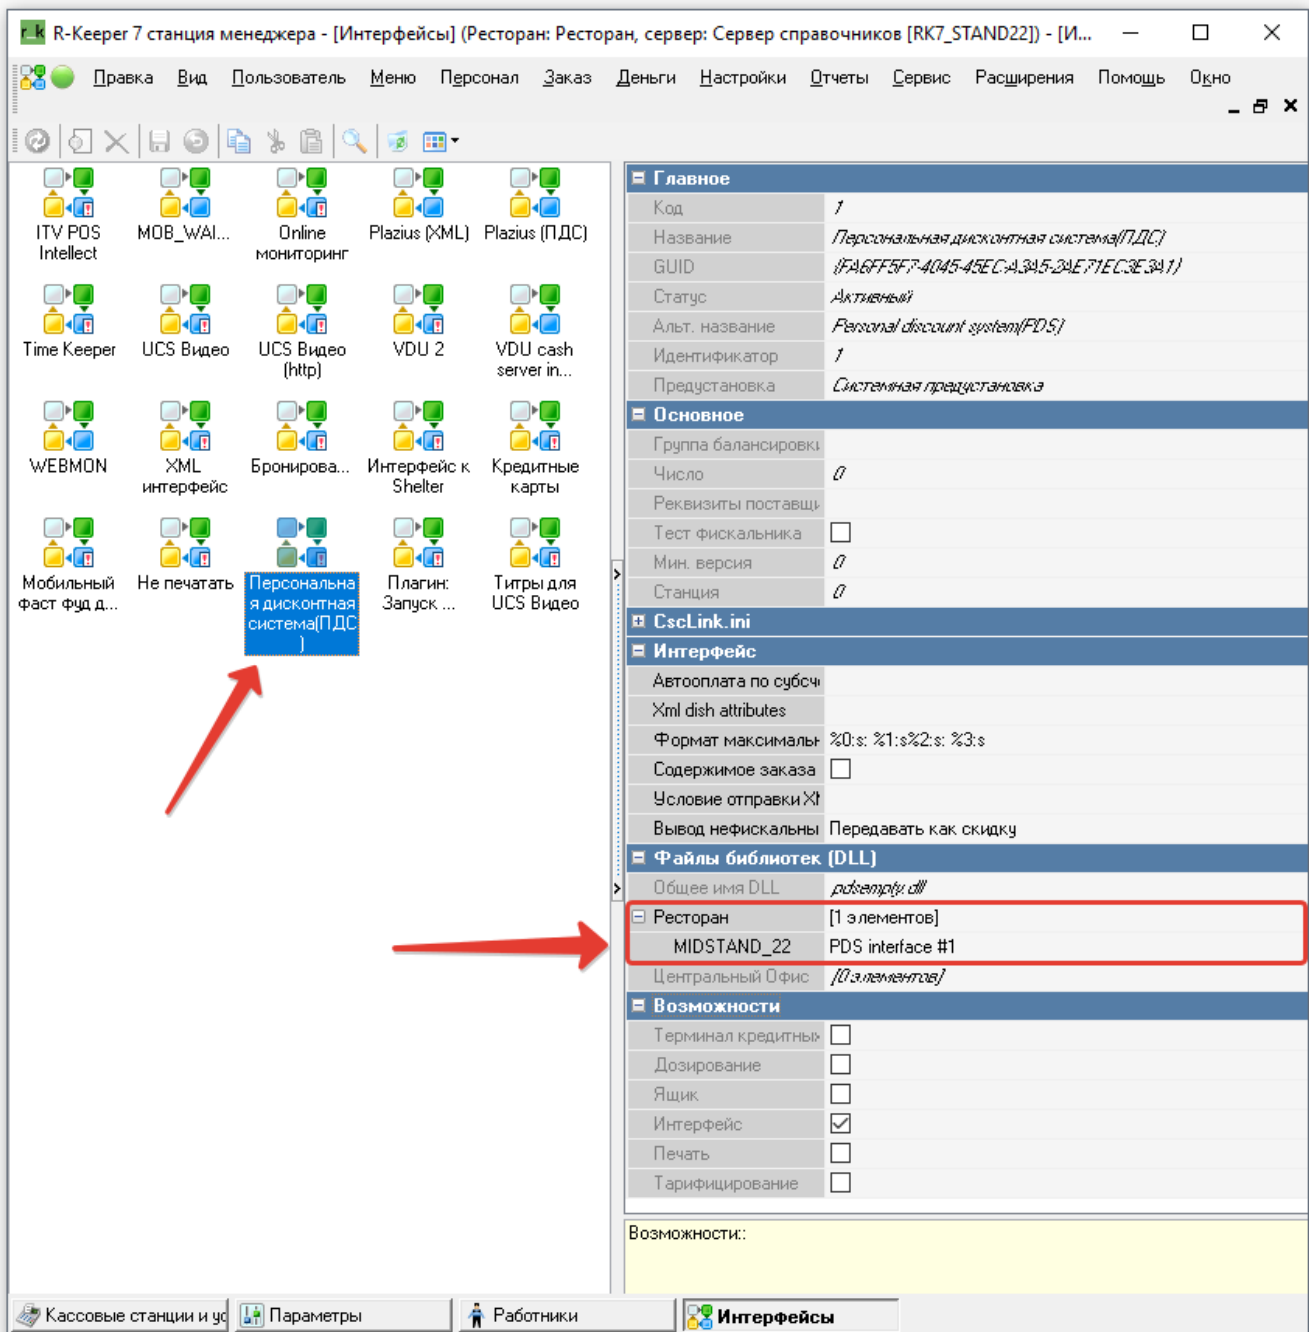 r_k R-Keeper 7 станция менеджера - [Интерфейсы] (Ресторан: Ресторан, сервер: Сервер справочников [RK7_STAND22]) - [И...
Правка Вид Пользователь Меню Персонал Заказ Деньги Настройки Отчеты Сервис Расширения Помощь Окно
ITV POS Intellect
MOB_WAI...
Online мониторинг
Plazius (XML)
Plazius (ПДС)
Time Keeper
UCS Видео
UCS Видео (http)
VDU 2
VDU cash server in...
WEBMON
XML интерфейс
Бронирова...
Интерфейс к Shelter
Кредитные карты
Мобильный фаст фуд д...
Не печатать
Персональна
я дисконтная
система(ПДС
)
Плагин: Запуск ...
Титры для UCS Видео
Главное
Код 1
Название Персональная дисконтная система(ПДС)
GUID {FA6FF5F7-4045-45EC-A3A5-2AE71EC3E3A1}
Статус Активный
Альт. название Personal discount system(PDS)
Идентификатор 1
Предустановка Системная предустановка
Основное
Группа балансировки
Число 0
Реквизиты поставщи
Тест фискальника
Мин. версия 0
Станция 0
CscLink.ini
Интерфейс
Автооплата по субсч
Xml dish attributes
Формат максимальн %0:s: %1:s%2:s: %3:s
Содержимое заказа
Условие отправки XM
Вывод нефискальны Передавать как скидку
Файлы библиотек (DLL)
Общее имя DLL pdsempty.dll
Ресторан [1 элементов]
MIDSTAND_22 PDS interface #1
Центральный Офис [0 элементов]
Возможности
Терминал кредитных
Дозирование
Ящик
Интерфейс
Печать
Тарифицирование
Возможности::
Кассовые станции и ус Параметры Работники Интерфейсы